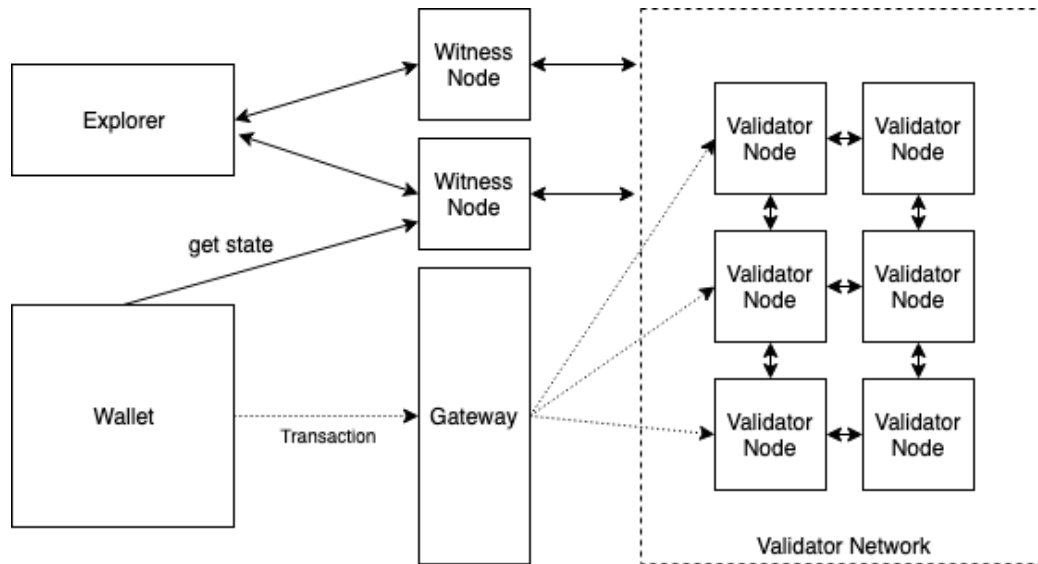 Explorer
Witness
Node
Witness
Node
get state
Wallet
Transaction
Gateway
Validator
Node
Validator
Node
Validator
Node
Validator
Node
Validator
Node
Validator
Node
Validator Network